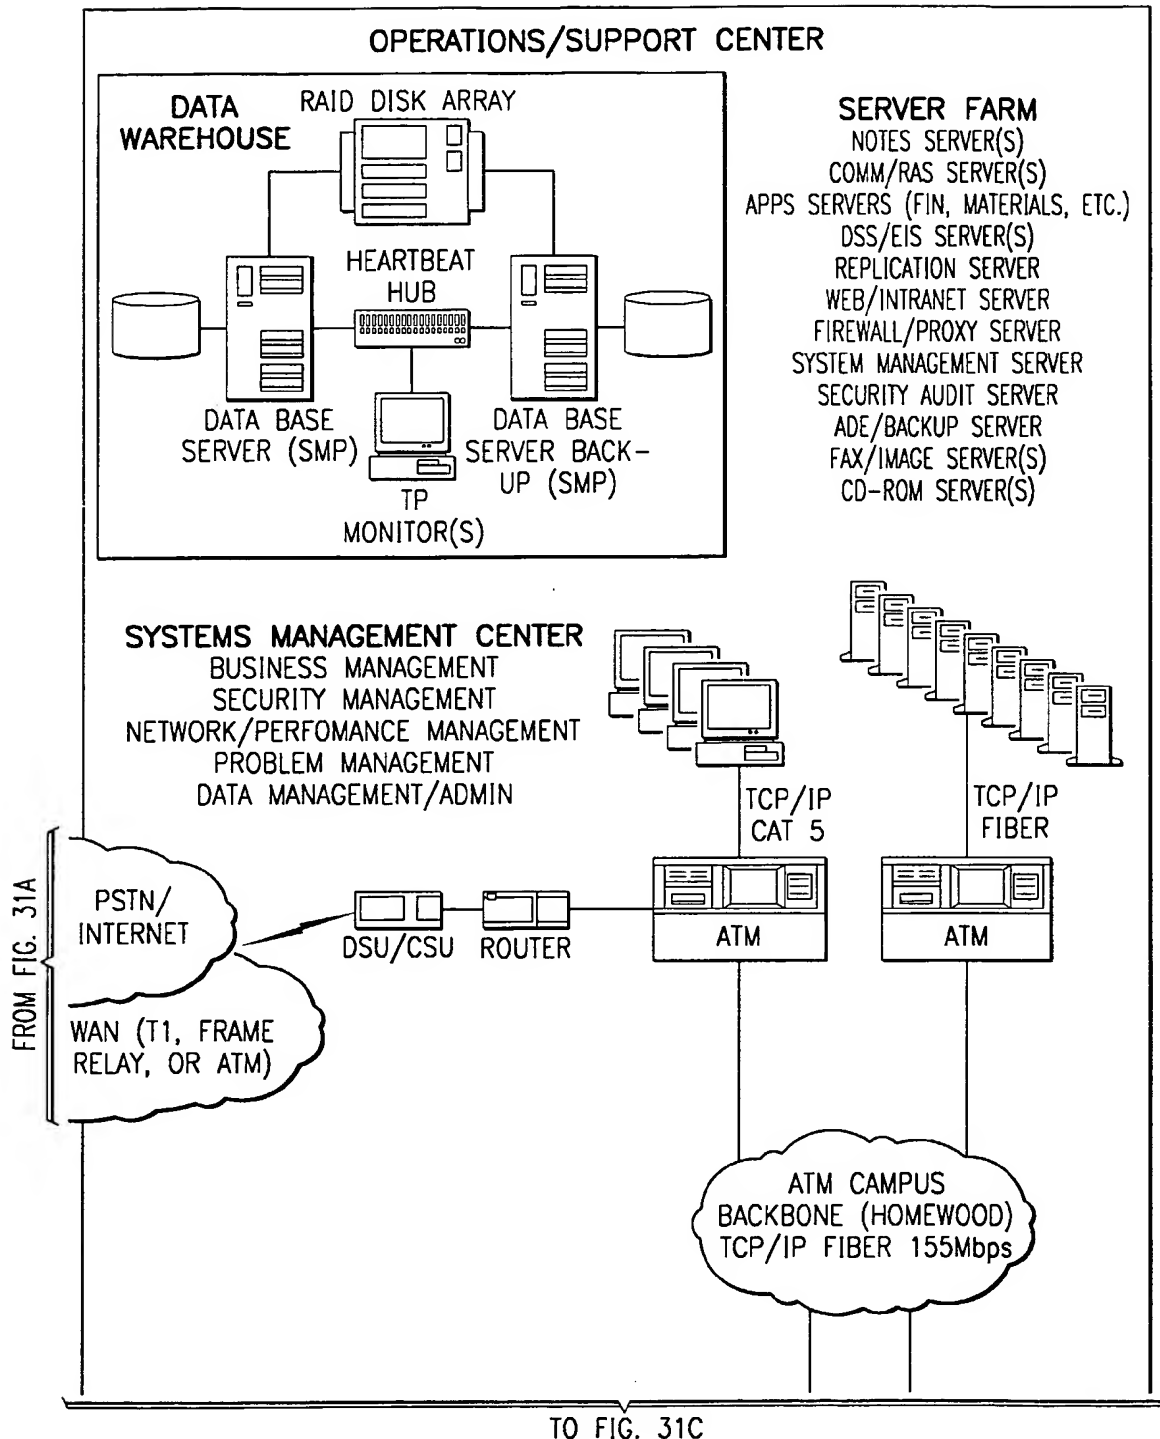 OPERATIONS/SUPPORT CENTER
DATA
WAREHOUSE
RAID DISK ARRAY
HEARTBEAT
HUB
DATA BASE
SERVER (SMP)
DATA BASE
SERVER BACK-
UP (SMP)
TP
MONITOR(S)
SERVER FARM
NOTES SERVER(S)
COMM/RAS SERVER(S)
APPS SERVERS (FIN, MATERIALS, ETC.)
DSS/EIS SERVER(S)
REPLICATION SERVER
WEB/INTRANET SERVER
FIREWALL/PROXY SERVER
SYSTEM MANAGEMENT SERVER
SECURITY AUDIT SERVER
ADE/BACKUP SERVER
FAX/IMAGE SERVER(S)
CD-ROM SERVER(S)
SYSTEMS MANAGEMENT CENTER
BUSINESS MANAGEMENT
SECURITY MANAGEMENT
NETWORK/PERFOMANCE MANAGEMENT
PROBLEM MANAGEMENT
DATA MANAGEMENT/ADMIN
TCP/IP
CAT 5
TCP/IP
FIBER
FROM FIG. 31A
PSTN/
INTERNET
DSU/CSU
ROUTER
ATM
ATM
WAN (T1, FRAME
RELAY, OR ATM)
ATM CAMPUS
BACKBONE (HOMEWOOD)
TCP/IP FIBER 155Mbps
TO FIG. 31C